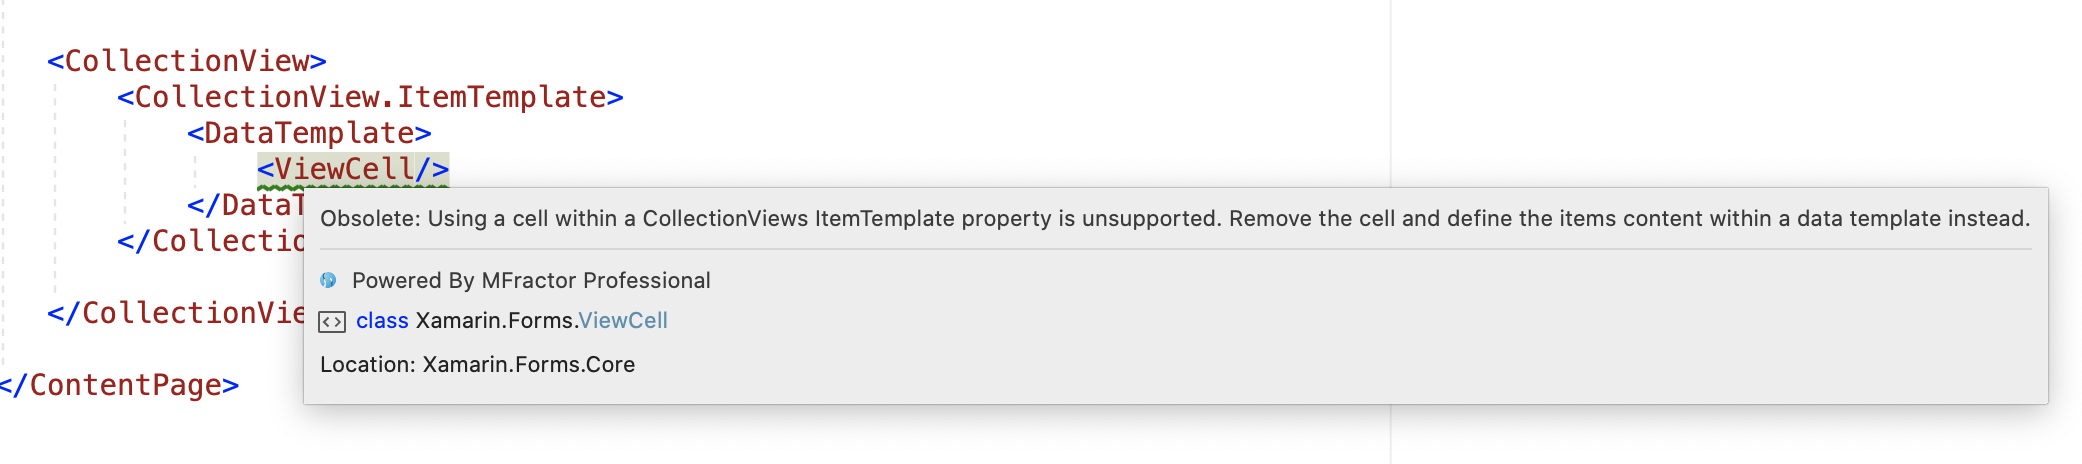 <CollectionView>
<CollectionView.ItemTemplate>
<DataTemplate>
<ViewCell/>
</DataT
</Collectio
</CollectionVie
</ContentPage>
Obsolete: Using a cell within a CollectionViews ItemTemplate property is unsupported. Remove the cell and define the items content within a data template instead.
Powered By MFractor Professional
<> class Xamarin.Forms.ViewCell
Location: Xamarin.Forms.Core